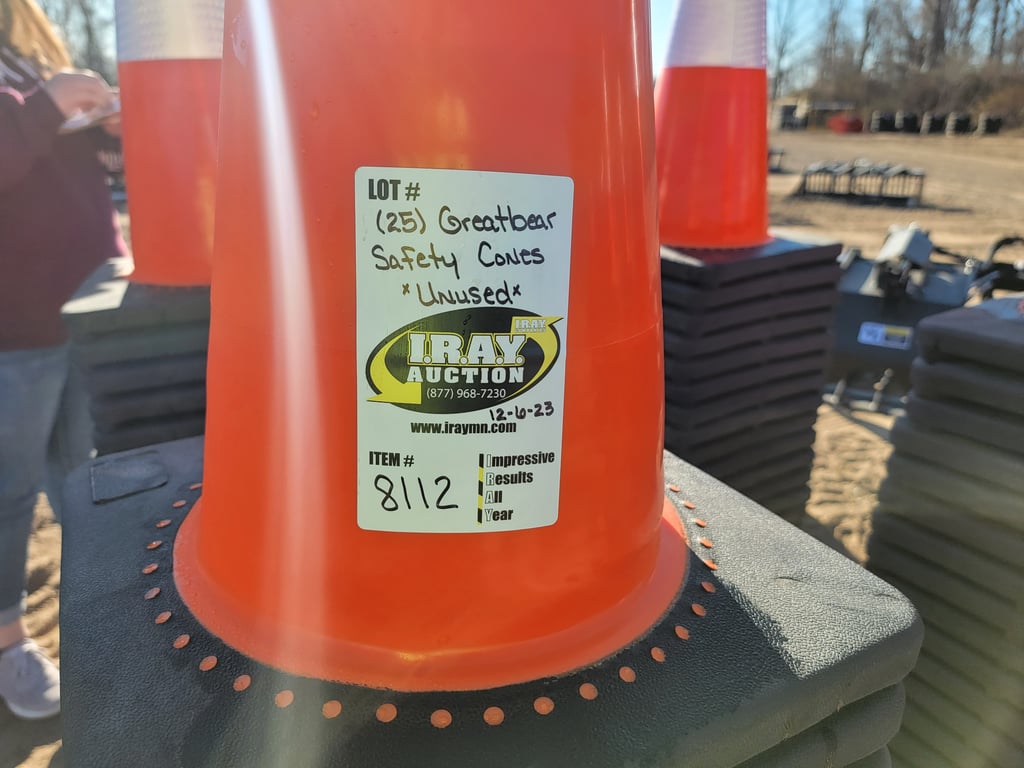 LOT #
(25) Greatbear
Safety Cones
*Unused*
I.R.A.Y.
I.R.A.Y.
AUCTION
(877) 968-7230
12-6-23
www.iraymn.com
ITEM #
8112
Impressive
Results
All
Year